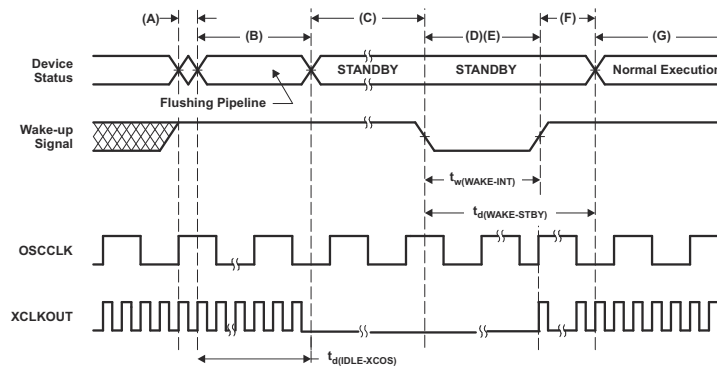 (A)
(B)
(C)
(D)(E)
(F)
(G)
Device
Status
STANDBY
STANDBY
Normal Execution
Flushing Pipeline
Wake-up
Signal
tw(WAKE-INT)
td(WAKE-STBY)
OSCCLK
XCLKOUT
td(IDLE-XCOS)